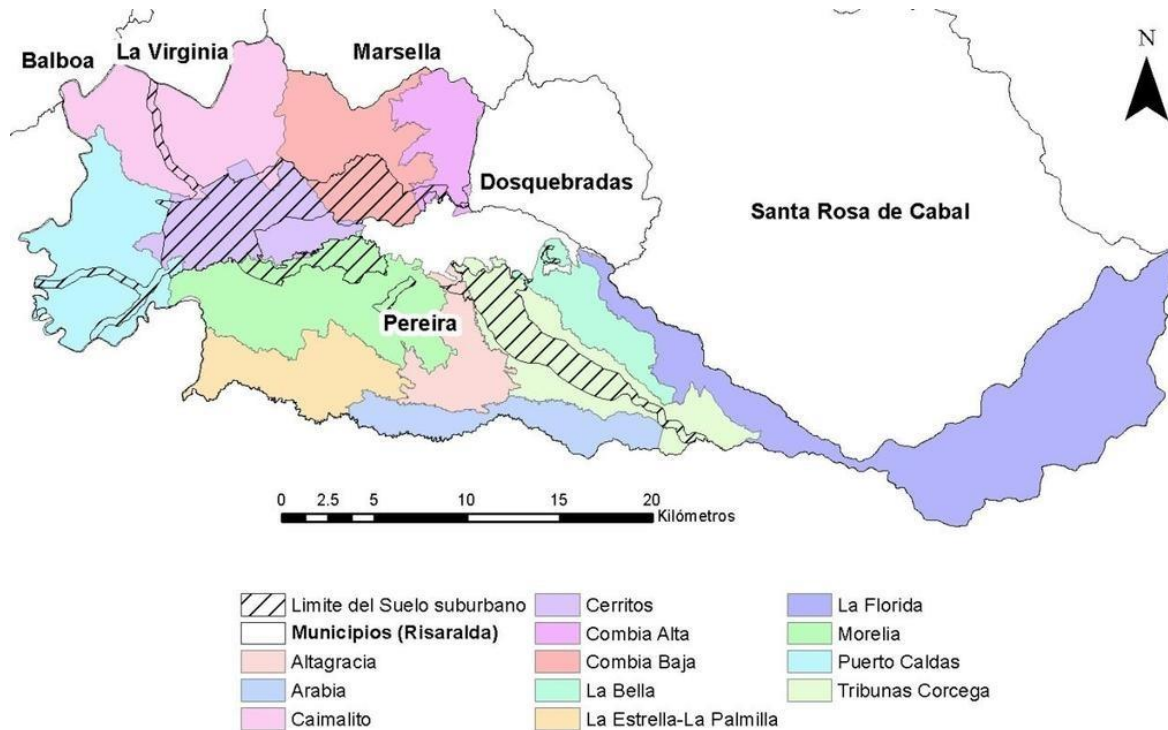 La Virginia
Balboa
Marsella
N
Dosquebradas
Santa Rosa de Cabal
Pereira
0 2.5 5 10 15 20
Kilómetros
Limite del Suelo suburbano
Municipios (Risaralda)
Altagracia
Arabia
Caimalito
Cerritos
Combia Alta
Combia Baja
La Bella
La Estrella-La Palmilla
La Florida
Morelia
Puerto Caldas
Tribunas Corcega